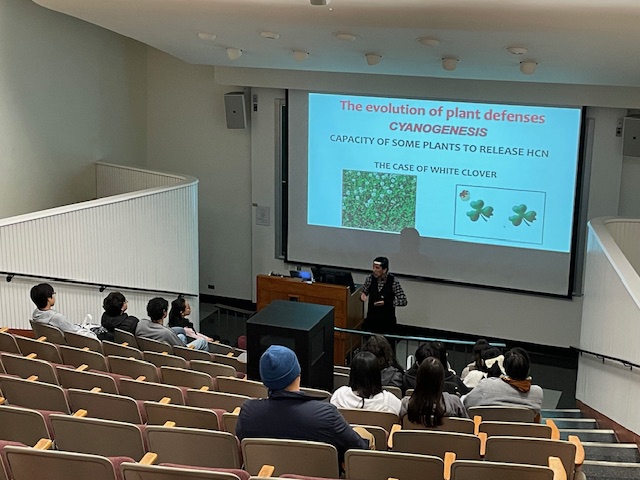 The evolution of plant defenses
CYANOGENESIS
CAPACITY OF SOME PLANTS TO RELEASE HCN
THE CASE OF WHITE CLOVER